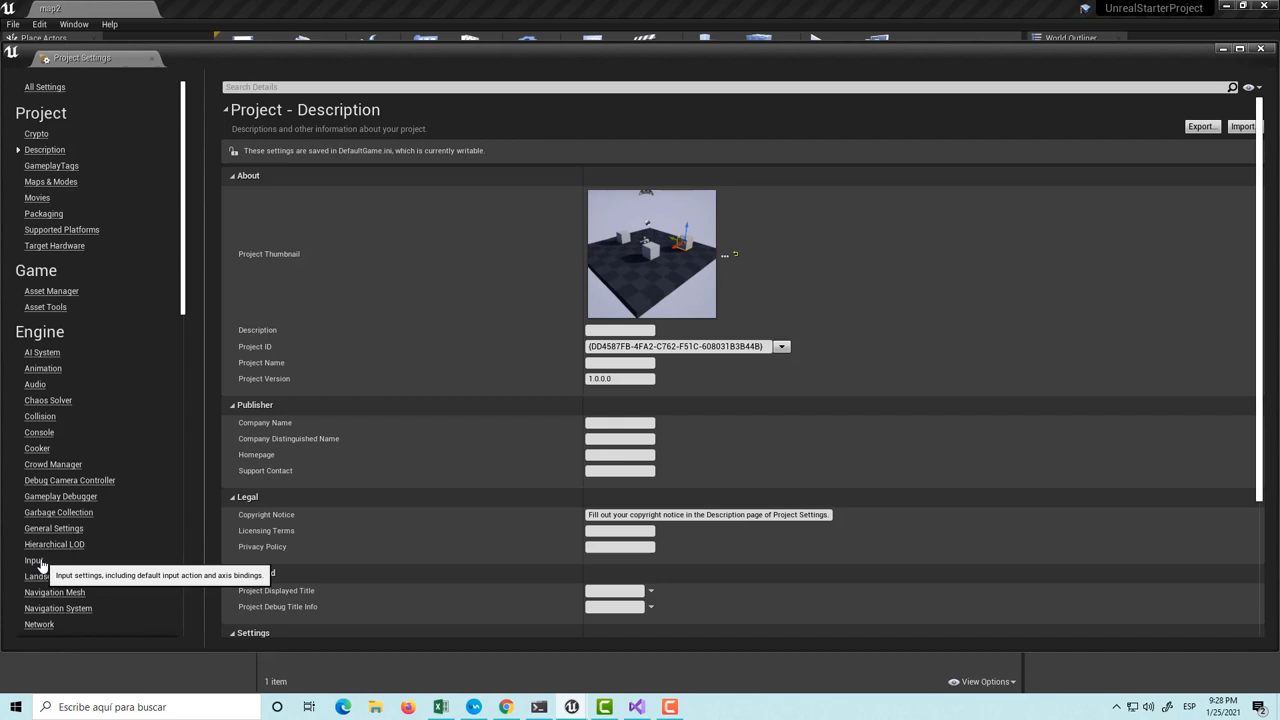 map2
UnrealStarterProject
File Edit Window Help
Place Actors
World Outliner
Project Settings
All Settings
Search Details
Project
Crypto
Description
GameplayTags
Maps & Modes
Movies
Packaging
Supported Platforms
Target Hardware
Game
Asset Manager
Asset Tools
Engine
AI System
Animation
Audio
Chaos Solver
Collision
Console
Cooker
Crowd Manager
Debug Camera Controller
Gameplay Debugger
Garbage Collection
General Settings
Hierarchical LOD
Input
Input settings, including default input action and axis bindings.
Navigation Mesh
Navigation System
Network
Project - Description
Descriptions and other information about your project.
Export...
Import
These settings are saved in DefaultGame.ini, which is currently writable.
About
Project Thumbnail
Description
Project ID
{DD4587FB-4FA2-C762-F51C-608031B3B44B}
Project Name
Project Version
1.0.0.0
Publisher
Company Name
Company Distinguished Name
Homepage
Support Contact
Legal
Copyright Notice
Fill out your copyright notice in the Description page of Project Settings.
Licensing Terms
Privacy Policy
Project Displayed Title
Project Debug Title Info
Settings
1 item
View Options
Escribe aquí para buscar
ESP
9:28 PM
1/25/2021
2